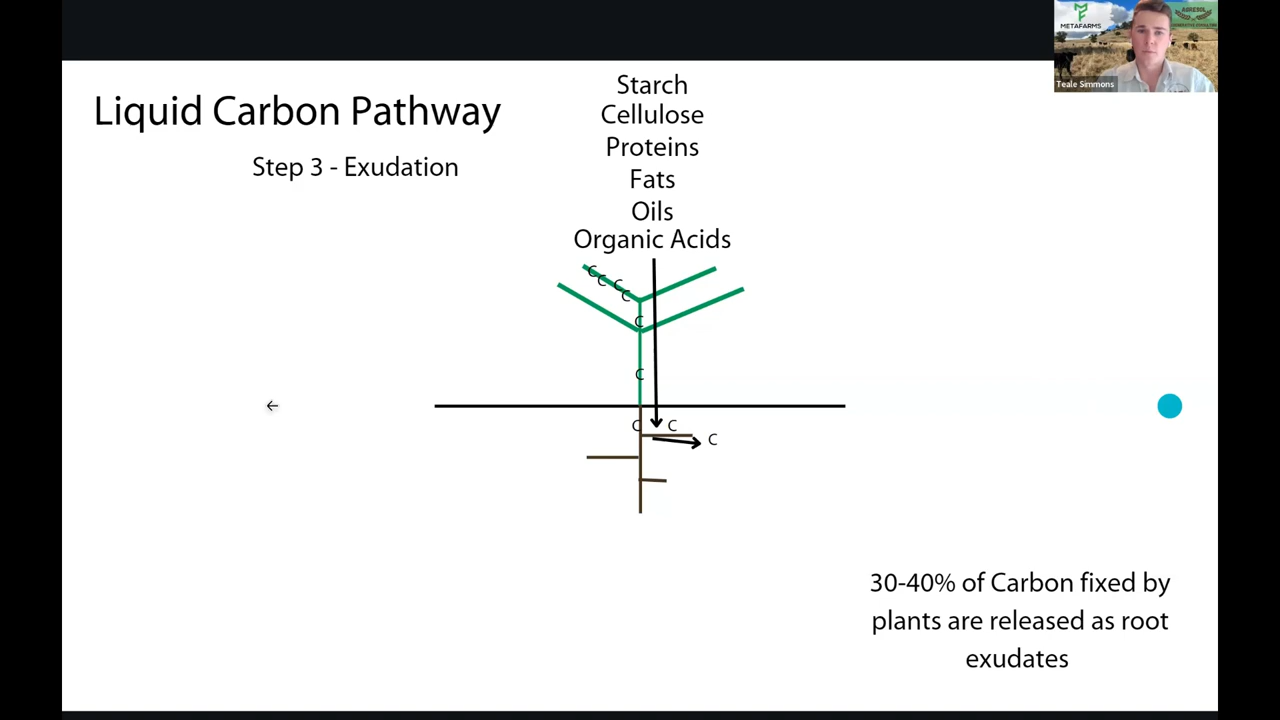 Liquid Carbon Pathway
Step 3 - Exudation
Starch
Cellulose
Proteins
Fats
Oils
Organic Acids
C
C
C
C
C
C
C
C
C
30-40% of Carbon fixed by
plants are released as root
exudates
METAFARMS
AGRESOL
Teale Simmons